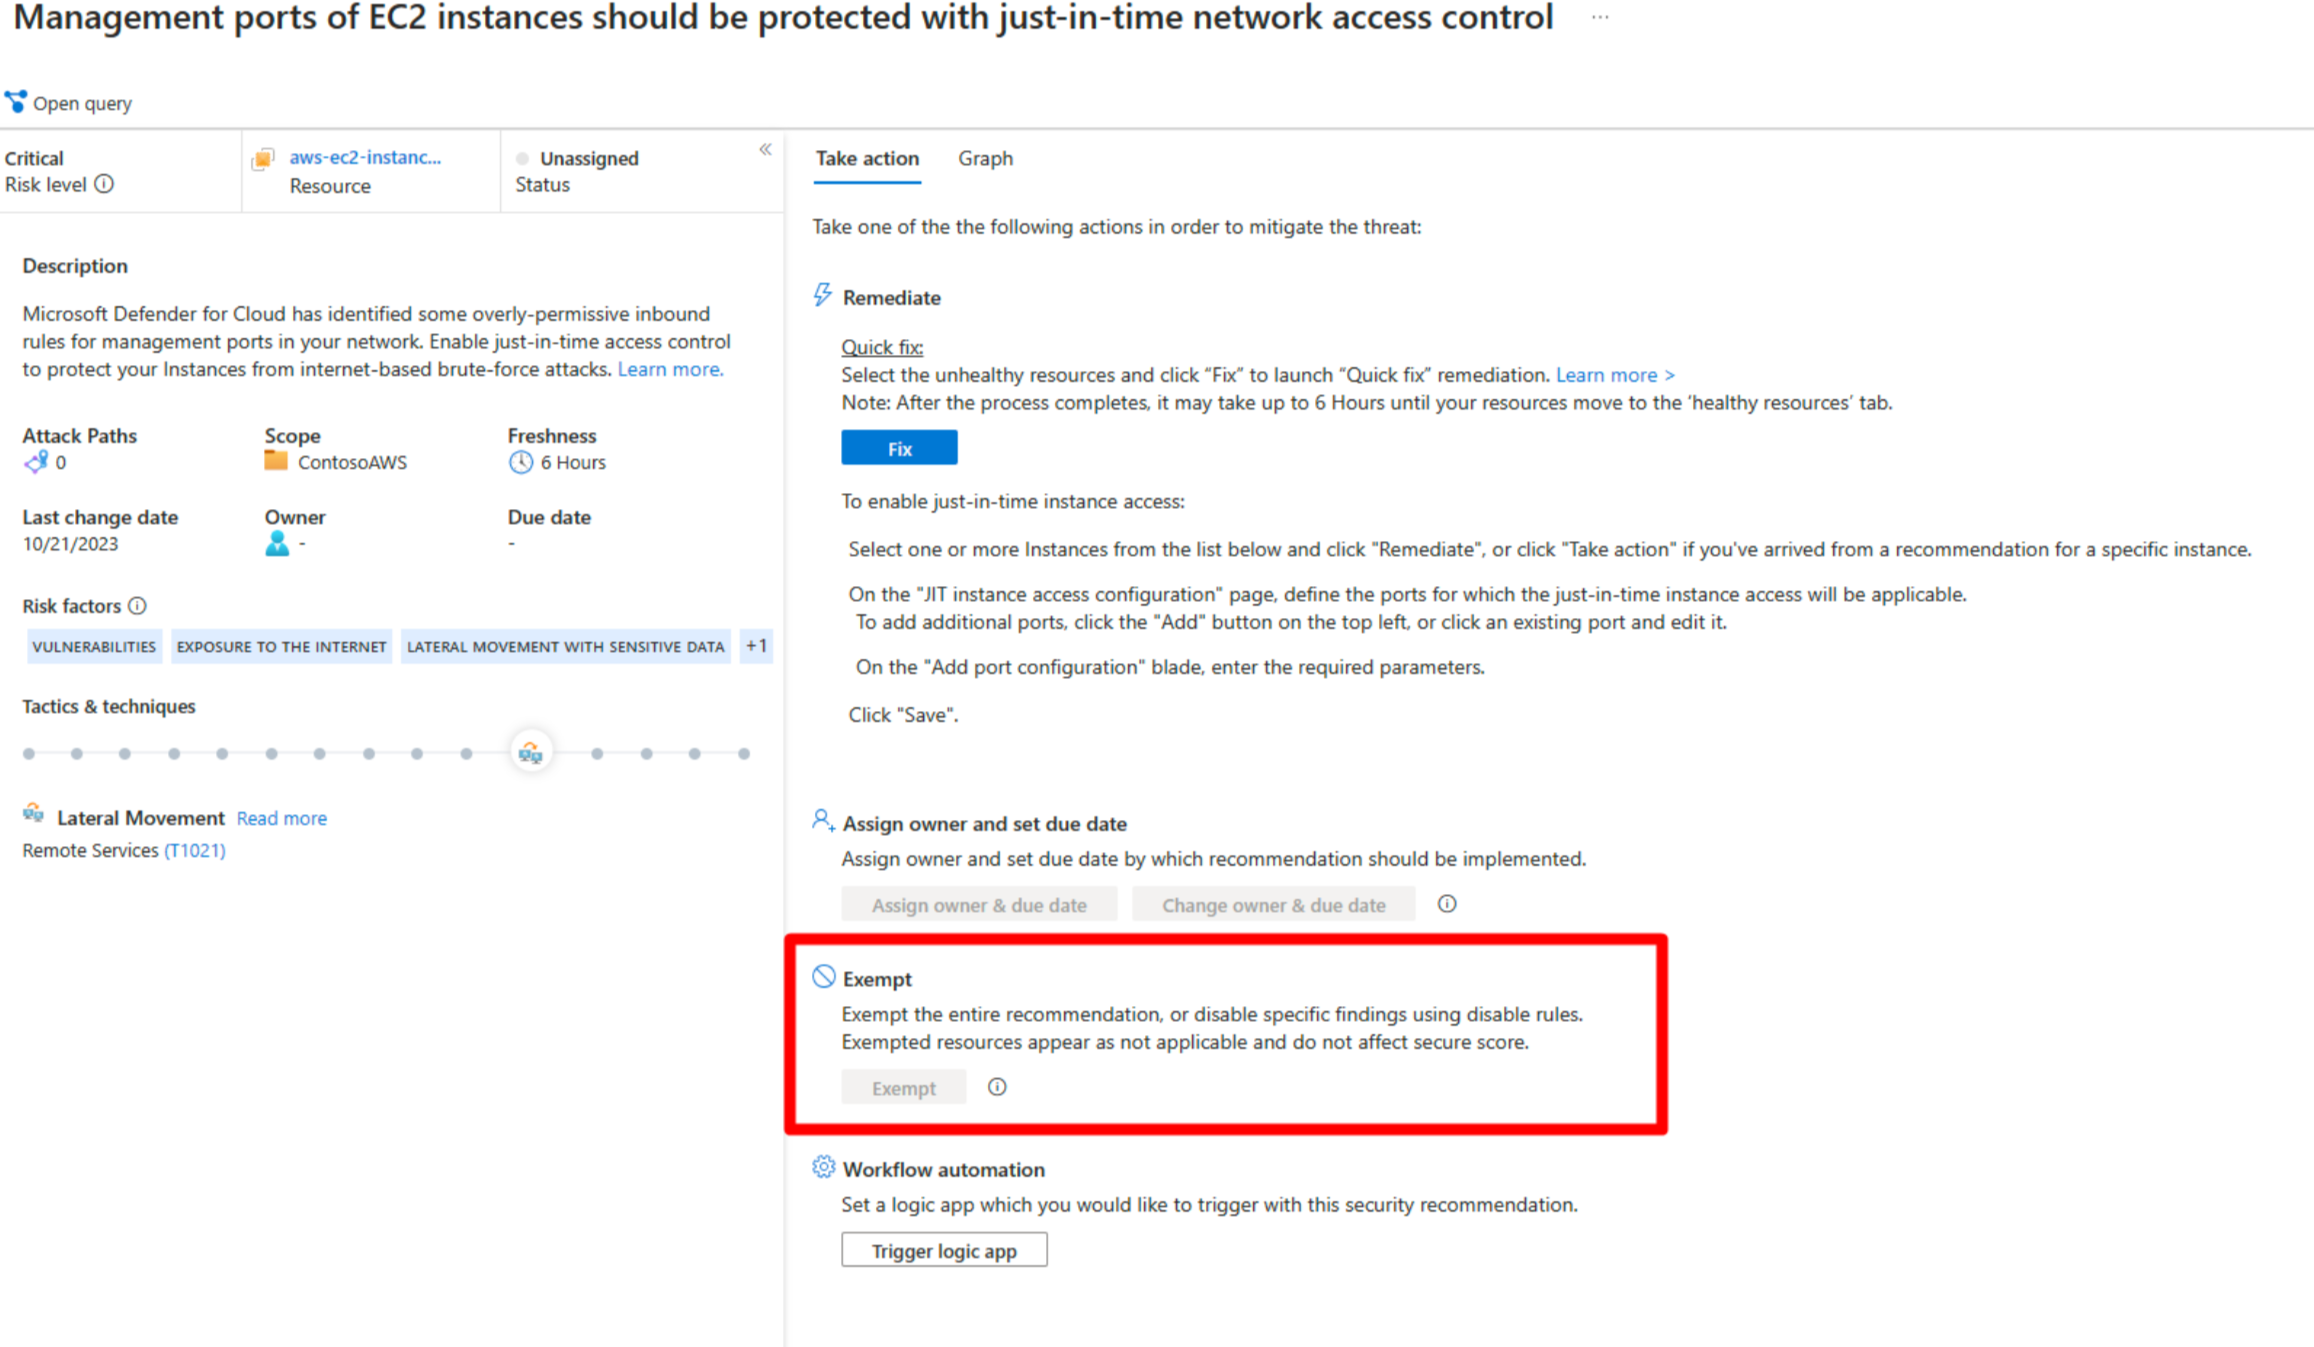 Management ports of EC2 instances should be protected with just-in-time network access control ...
Open query
Critical
Risk level
aws-ec2-instanc...
Resource
Unassigned
Status
Description
Microsoft Defender for Cloud has identified some overly-permissive inbound
rules for management ports in your network. Enable just-in-time access control
to protect your Instances from internet-based brute-force attacks. Learn more.
Attack Paths
0
Scope
ContosoAWS
Freshness
6 Hours
Last change date
10/21/2023
Owner
-
Due date
-
Risk factors
VULNERABILITIES EXPOSURE TO THE INTERNET LATERAL MOVEMENT WITH SENSITIVE DATA +1
Tactics & techniques
Lateral Movement Read more
Remote Services (T1021)
Take action Graph
Take one of the the following actions in order to mitigate the threat:
Remediate
Quick fix:
Select the unhealthy resources and click “Fix” to launch “Quick fix” remediation. Learn more >
Note: After the process completes, it may take up to 6 Hours until your resources move to the ‘healthy resources’ tab.
Fix
To enable just-in-time instance access:
Select one or more Instances from the list below and click "Remediate", or click "Take action" if you've arrived from a recommendation for a specific instance.
On the "JIT instance access configuration" page, define the ports for which the just-in-time instance access will be applicable.
To add additional ports, click the "Add" button on the top left, or click an existing port and edit it.
On the "Add port configuration" blade, enter the required parameters.
Click "Save".
Assign owner and set due date
Assign owner and set due date by which recommendation should be implemented.
Assign owner & due date Change owner & due date
Exempt
Exempt the entire recommendation, or disable specific findings using disable rules.
Exempted resources appear as not applicable and do not affect secure score.
Exempt
Workflow automation
Set a logic app which you would like to trigger with this security recommendation.
Trigger logic app